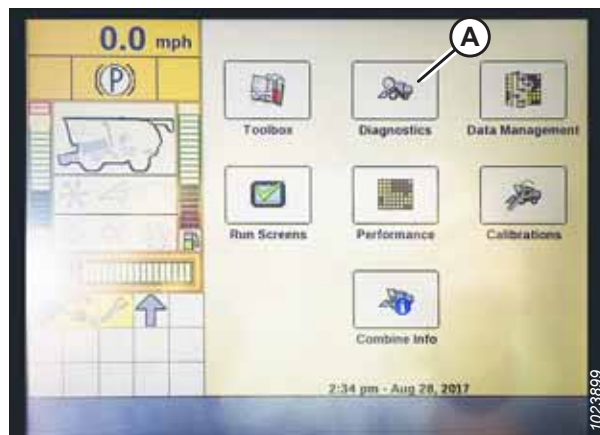 0.0 mph
A
(P)
Toolbox
Diagnostics
Data Management
Run Screens
Performance
Calibrations
Combine Info
2:34 pm - Aug 28, 2017
1023899